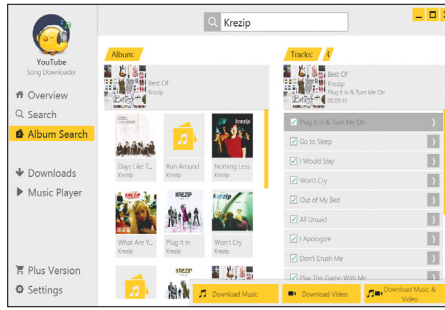 Krezip
YouTube
Song Downloader
Overview
Search
Album Search
Downloads
Music Player
Plus Version
Settings
Album:
Best Of
Krezip
Days Like T...
Krezip
Run Around
Krezip
Nothing Less
Krezip
What Are Y...
Krezip
Plug It In
Krezip
Won't Cry
Krezip
KREZIP
Tracks:
Best Of
Krezip
Plug It In & Turn Me On
00:03:41
Plug It in & Turn Me On
Go to Sleep
I Would Stay
Won't Cry
Out of My Bed
All Unsaid
I Apologize
Don't Crush Me
Play This Game With Me
Download Music
Download Video
Download Music &
Video